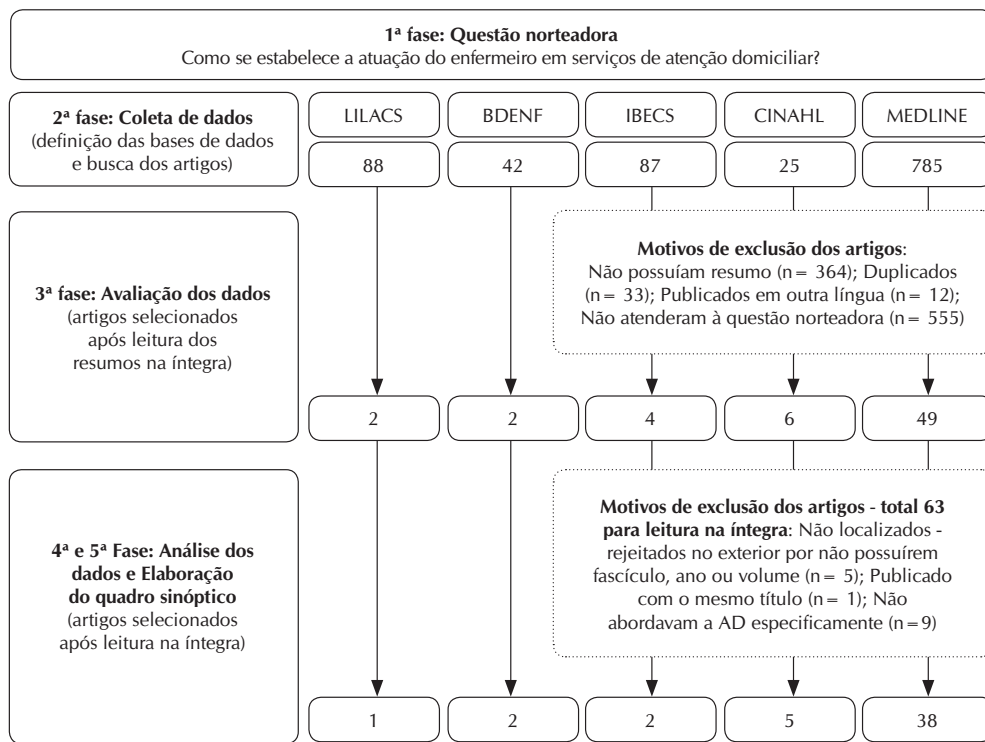 1ª fase: Questão norteadora
Como se estabelece a atuação do enfermeiro em serviços de atenção domiciliar?
2ª fase: Coleta de dados
(definição das bases de dados
e busca dos artigos)
LILACS
BDENF
IBECS
CINAHL
MEDLINE
88
42
87
25
785
3ª fase: Avaliação dos dados
(artigos selecionados
após leitura dos
resumos na íntegra)
Motivos de exclusão dos artigos:
Não possuíam resumo (n = 364); Duplicados
(n = 33); Publicados em outra língua (n = 12);
Não atenderam à questão norteadora (n = 555)
2
2
4
6
49
4ª e 5ª Fase: Análise dos
dados e Elaboração
do quadro sinóptico
(artigos selecionados
após leitura na íntegra)
Motivos de exclusão dos artigos - total 63
para leitura na íntegra: Não localizados -
rejeitados no exterior por não possuírem
fascículo, ano ou volume (n = 5); Publicado
com o mesmo título (n = 1); Não
abordavam a AD especificamente (n=9)
1
2
2
5
38